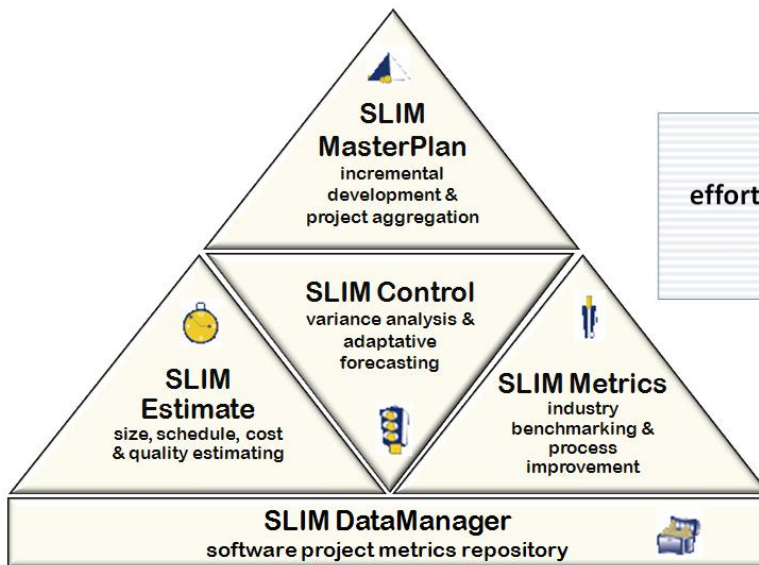 SLIM
MasterPlan
incremental
development &
project aggregation
effort
SLIM Control
variance analysis &
adaptative
forecasting
SLIM
Estimate
size, schedule, cost
& quality estimating
SLIM Metrics
industry
benchmarking &
process
improvement
SLIM DataManager
software project metrics repository